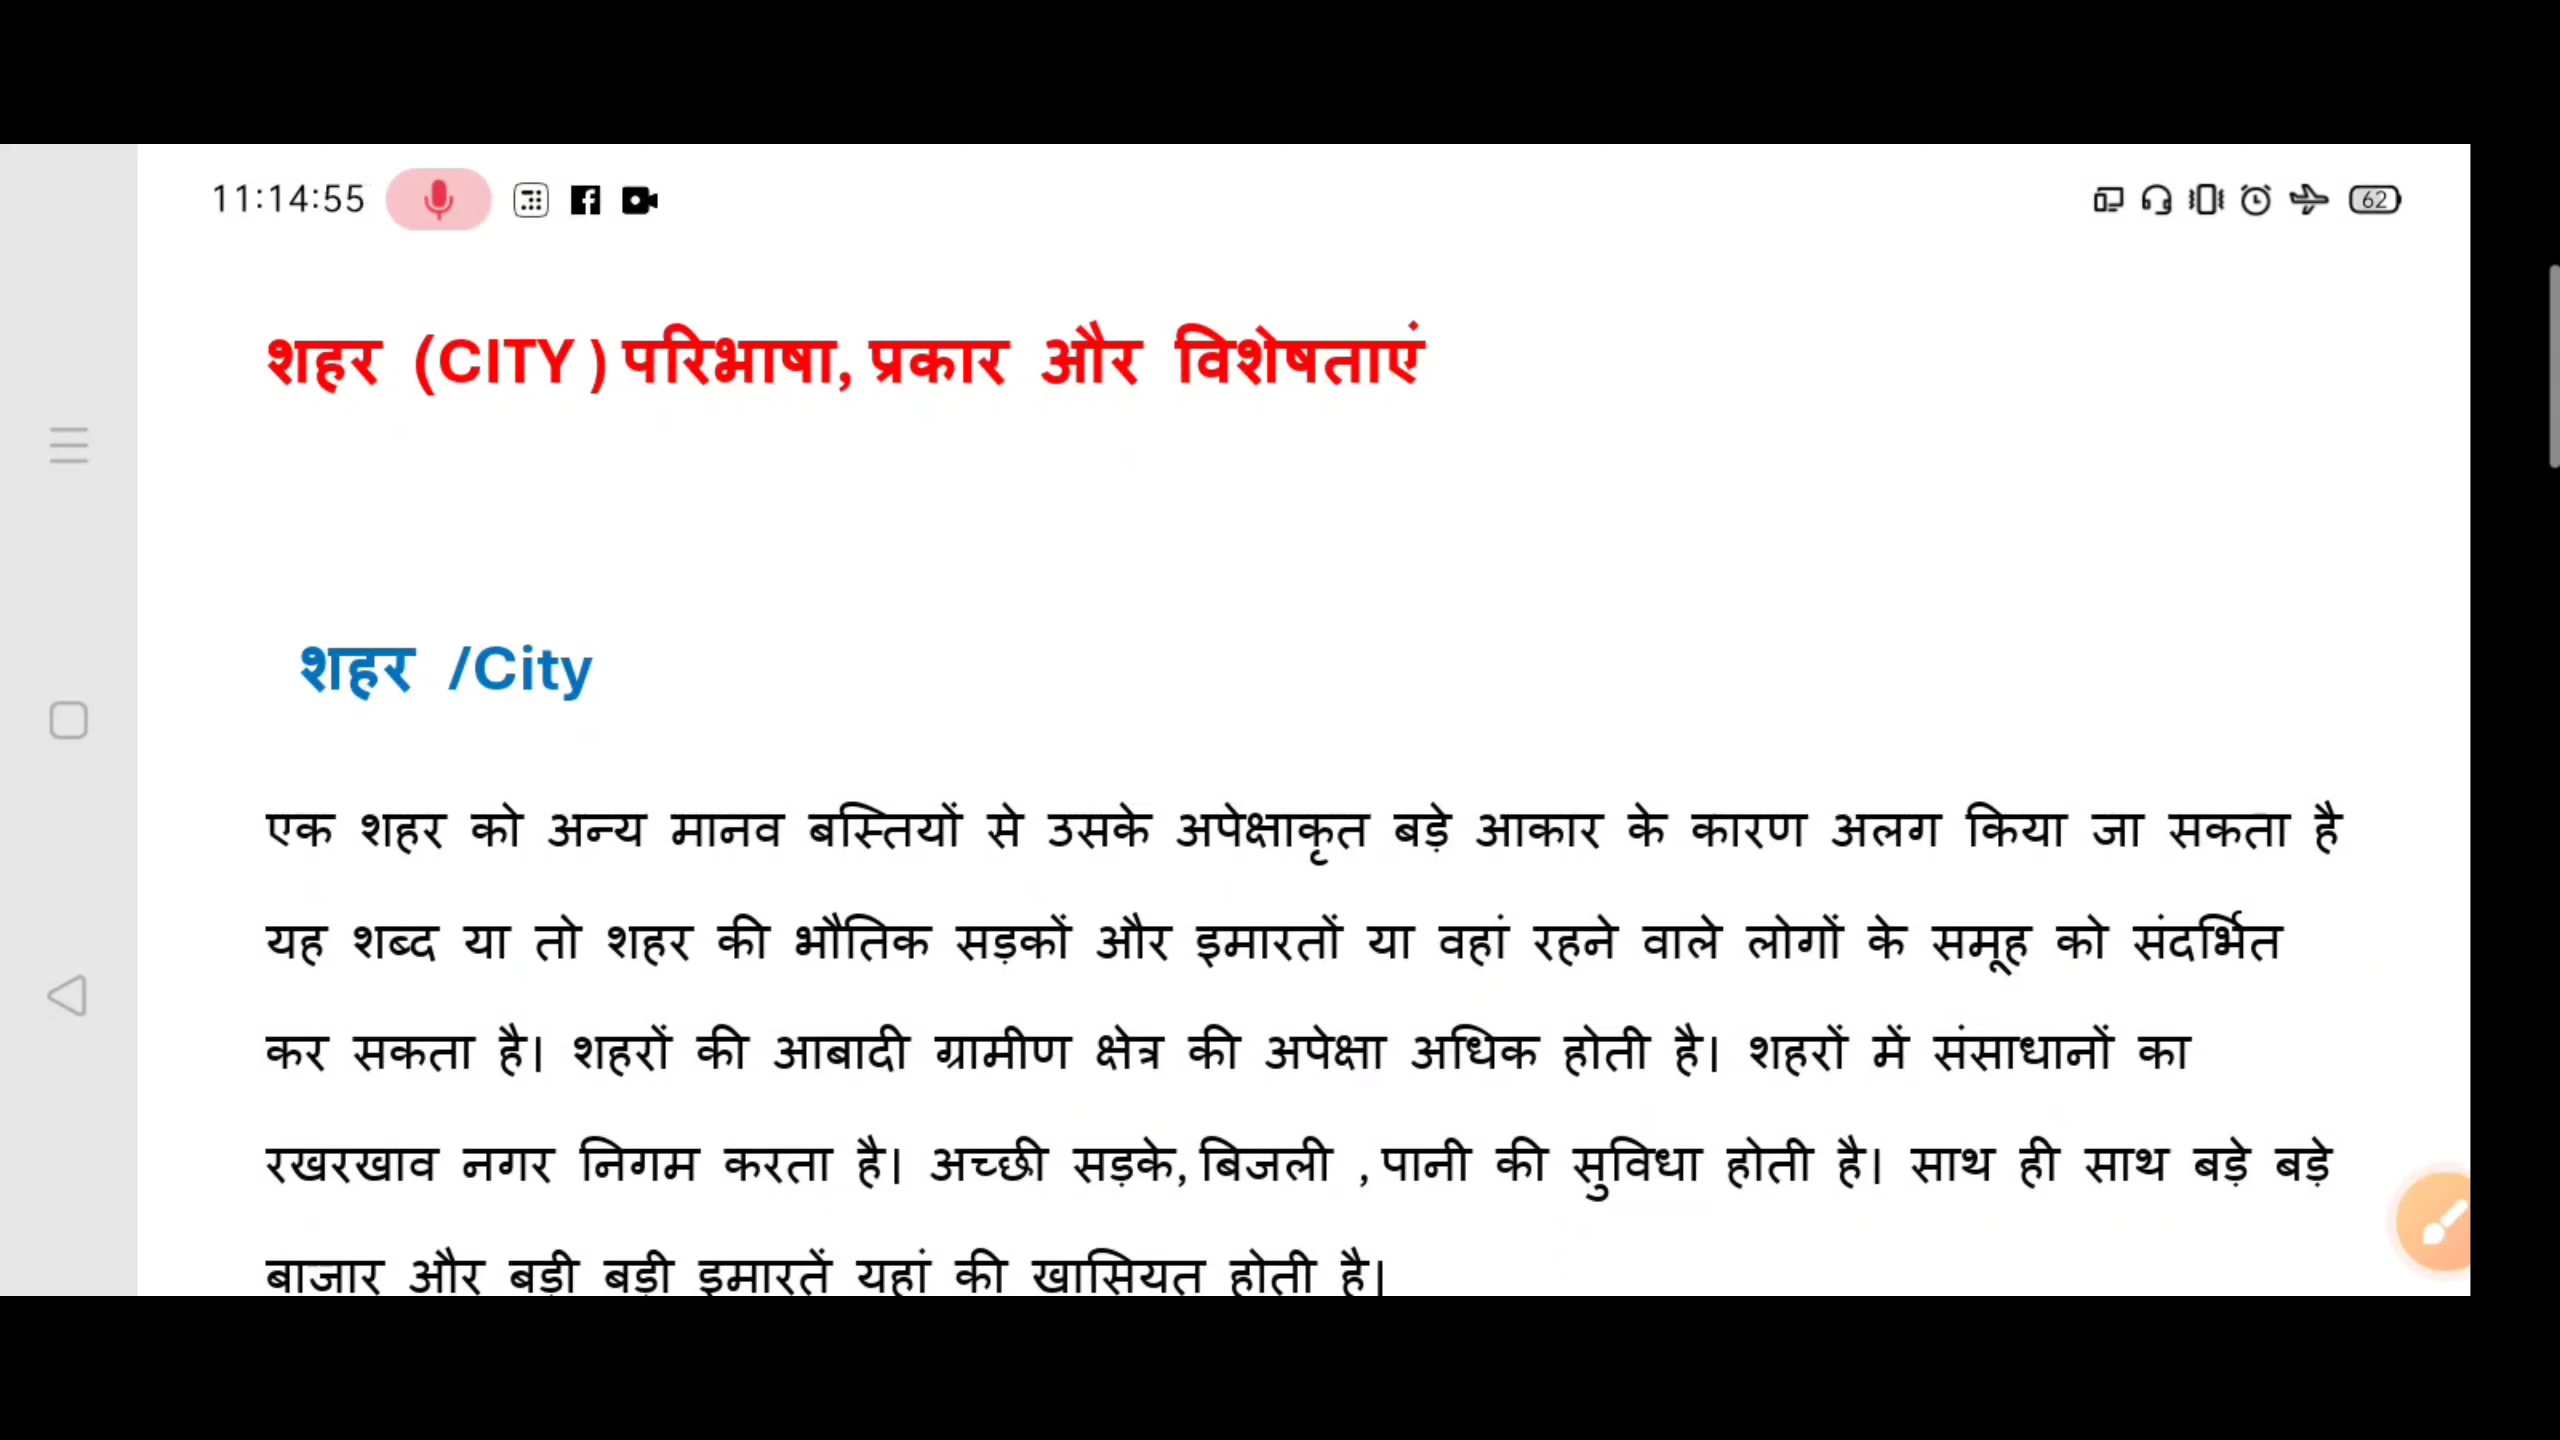 11:14:55
62
शहर (CITY ) परिभाषा, प्रकार और विशेषताएं
शहर /City
एक शहर को अन्य मानव बस्तियों से उसके अपेक्षाकृत बड़े आकार के कारण अलग किया जा सकता है
यह शब्द या तो शहर की भौतिक सड़कों और इमारतों या वहां रहने वाले लोगों के समूह को संदर्भित
कर सकता है। शहरों की आबादी ग्रामीण क्षेत्र की अपेक्षा अधिक होती है। शहरों में संसाधानों का
रखरखाव नगर निगम करता है। अच्छी सड़के, बिजली , पानी की सुविधा होती है। साथ ही साथ बड़े बड़े
बाजार और बड़ी बड़ी इमारतें यहां की खासियत होती है।